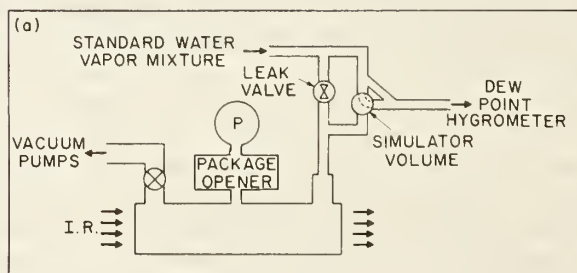 (a)
STANDARD WATER
VAPOR MIXTURE
LEAK
VALVE
DEW
POINT
HYGROMETER
SIMULATOR
VOLUME
P
VACUUM
PUMPS
PACKAGE
OPENER
I.R.